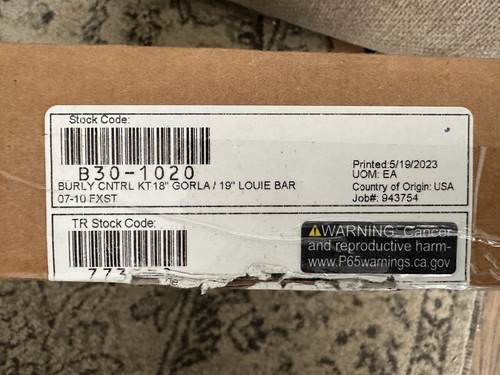 Stock Code:
B30-1020
BURLY CNTRL KT18" GORLA / 19" LOUIE BAR
07-10 FXST
Printed:5/19/2023
UOM: EA
Country of Origin: USA
Job#: 943754
TR Stock Code:
⚠WARNING: Cancer
and reproductive harm-
www.P65warnings.ca.gov